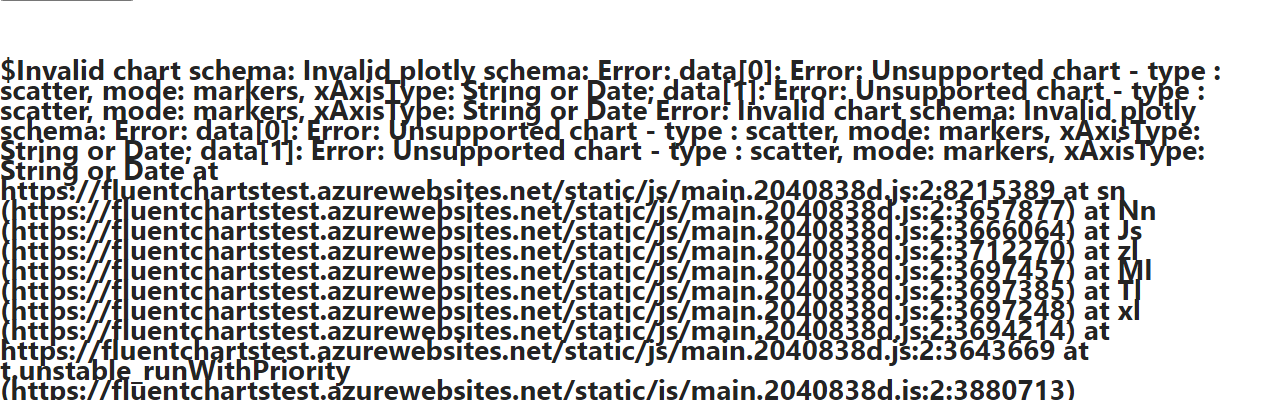 $Invalid chart schema: Invalid plotly schema: Error: data[0]: Error: Unsupported chart - type :
scatter, mode: markers, xAxisType: String or Date; data[1]: Error: Unsupported chart - type :
scatter, mode: markers, xAxisType: String or Date Error: Invalid chart schema: Invalid plotly
schema: Error: data[0]: Error: Unsupported chart - type : scatter, mode: markers, xAxisType:
String or Date; data[1]: Error: Unsupported chart - type : scatter, mode: markers, xAxisType:
String or Date at
https://fluentchartstest.azurewebsites.net/static/js/main.2040838d.js:2:8215389 at sn
(https://fluentchartstest.azurewebsites.net/static/js/main.2040838d.js:2:3657877) at Nn
(https://fluentchartstest.azurewebsites.net/static/js/main.2040838d.js:2:3666064) at Js
(https://fluentchartstest.azurewebsites.net/static/js/main.2040838d.js:2:3712270) at zl
(https://fluentchartstest.azurewebsites.net/static/js/main.2040838d.js:2:3697457) at Ml
(https://fluentchartstest.azurewebsites.net/static/js/main.2040838d.js:2:3697385) at Tl
(https://fluentchartstest.azurewebsites.net/static/js/main.2040838d.js:2:3697248) at xl
(https://fluentchartstest.azurewebsites.net/static/js/main.2040838d.js:2:3694214) at
https://fluentchartstest.azurewebsites.net/static/js/main.2040838d.js:2:3643669 at
t.unstable_runWithPriority
(https://fluentchartstest.azurewebsites.net/static/js/main.2040838d.js:2:3880713)